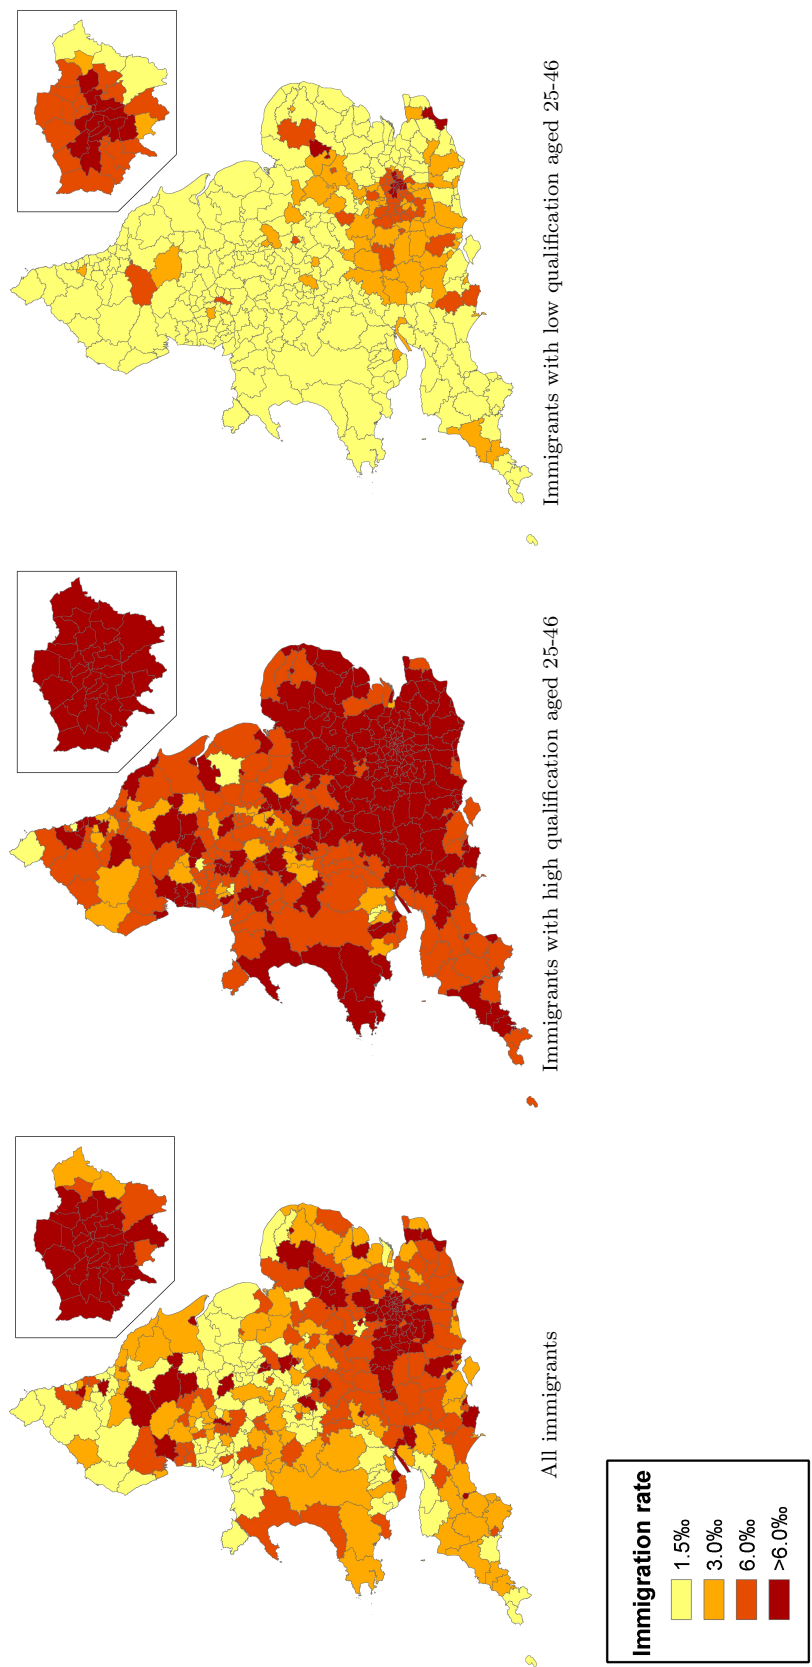 All immigrants
Immigrants with high qualification aged 25-46
Immigrants with low qualification aged 25-46
Immigration rate
1.5‰
3.0‰
6.0‰
>6.0‰